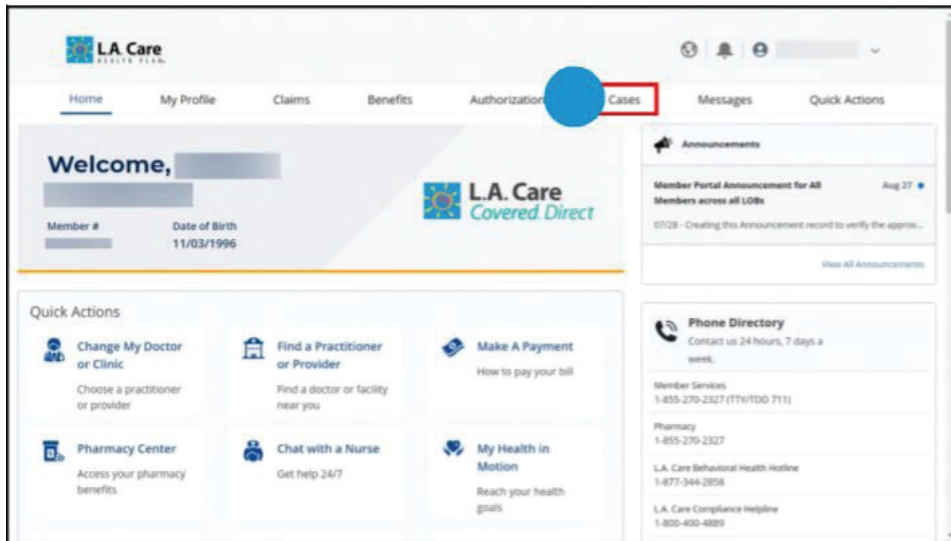 L.A. Care
HEALTH PLAN
Home My Profile Claims Benefits Authorization Cases Messages Quick Actions
Welcome,
Member # Date of Birth
11/03/1996
L.A. Care
Covered Direct
Announcements
Member Portal Announcement for All Aug 27
Members across all LOBs
07/28 - Creating this Announcement record to verify the approv...
View All Announcements
Quick Actions
Change My Doctor
or Clinic
Choose a practitioner
or provider
Find a Practitioner
or Provider
Find a doctor or facility
near you
Make A Payment
How to pay your bill
Pharmacy Center
Access your pharmacy
benefits
Chat with a Nurse
Get help 24/7
My Health in
Motion
Reach your health
goals
Phone Directory
Contact us 24 hours, 7 days a
week.
Member Services
1-855-270-2327 (TTY/TDD 711)
Pharmacy
1-855-270-2327
L.A. Care Behavioral Health Hotline
1-877-344-2858
L.A. Care Compliance Helpline
1-800-400-4889